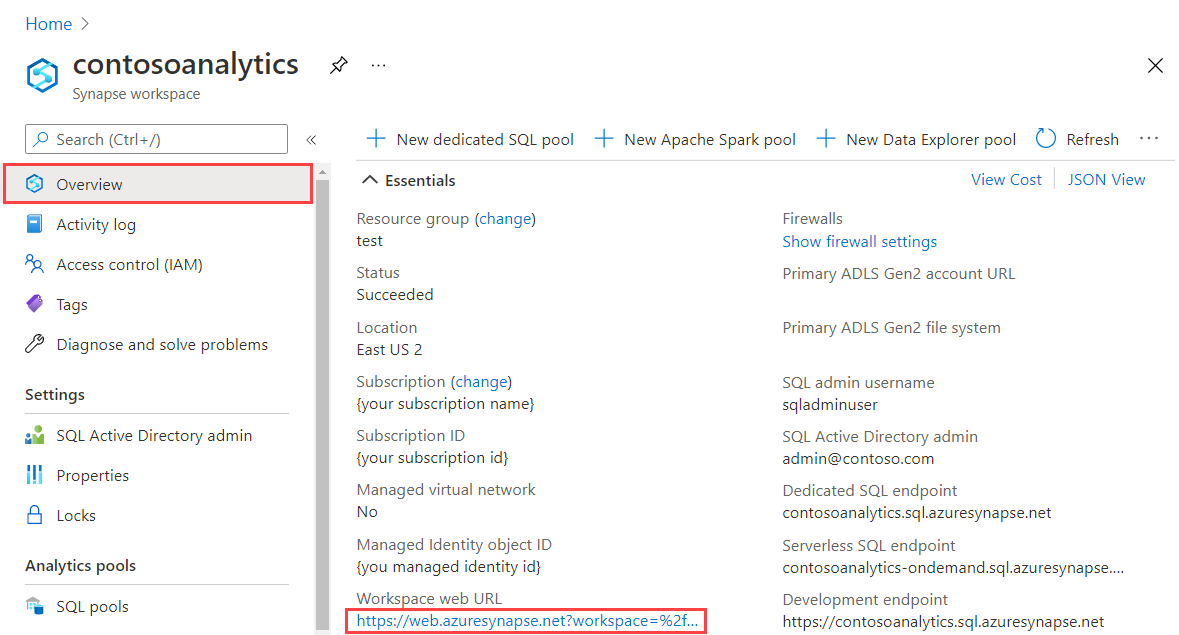 Home
contosoanalytics
Synapse workspace
Search (Ctrl+/)
Overview
Activity log
Access control (IAM)
Tags
Diagnose and solve problems
Settings
SQL Active Directory admin
Properties
Locks
Analytics pools
SQL pools
New dedicated SQL pool
New Apache Spark pool
New Data Explorer pool
Refresh
Essentials
View Cost
JSON View
Resource group (change)
test
Status
Succeeded
Location
East US 2
Subscription (change)
{your subscription name}
Subscription ID
{your subscription id}
Managed virtual network
No
Managed Identity object ID
{you managed identity id}
Workspace web URL
https://web.azuresynapse.net?workspace=%2f...
Firewalls
Show firewall settings
Primary ADLS Gen2 account URL
Primary ADLS Gen2 file system
SQL admin username
sqladminuser
SQL Active Directory admin
admin@contoso.com
Dedicated SQL endpoint
contosoanalytics.sql.azuresynapse.net
Serverless SQL endpoint
contosoanalytics-ondemand.sql.azuresynapse....
Development endpoint
https://contosoanalytics.sql.azuresynapse.net